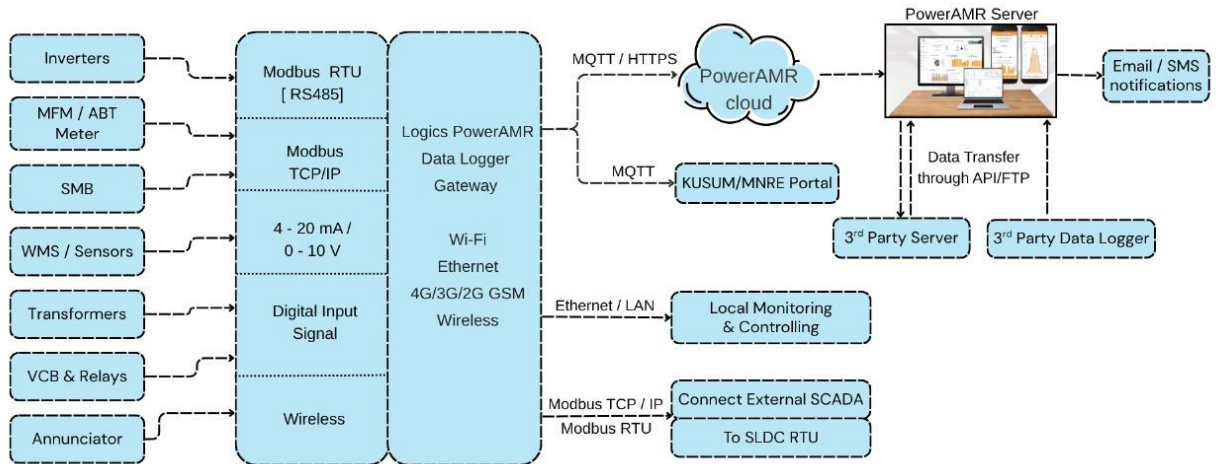 PowerAMR Server
Inverters
MFM / ABT
Meter
SMB
WMS / Sensors
Transformers
VCB & Relays
Annunciator
Modbus RTU
[ RS485]
Modbus
TCP/IP
4 - 20 mA /
0 - 10 V
Digital Input
Signal
Wireless
Logics PowerAMR
Data Logger
Gateway
Wi-Fi
Ethernet
4G/3G/2G GSM
Wireless
MQTT / HTTPS
PowerAMR
cloud
Email / SMS
notifications
MQTT
KUSUM/MNRE Portal
Data Transfer
through API/FTP
3rd Party Server
3rd Party Data Logger
Ethernet / LAN
Local Monitoring
& Controlling
Modbus TCP / IP
Modbus RTU
Connect External SCADA
To SLDC RTU